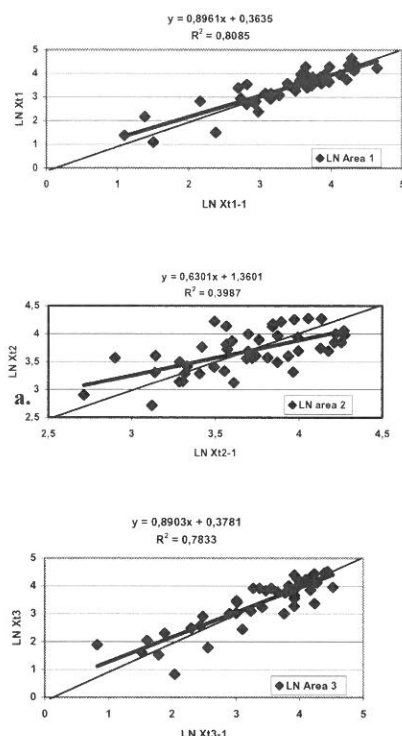 y = 0,8961x + 0,3635
R² = 0,8085
5
4
3
2
1
0
LN Xt1
0 1 2 3 4 5
LN Area 1
LN Xt1-1
y = 0,6301x + 1,3601
R² = 0,3987
4,5
4
3,5
3
2,5
LN Xt2
a.
2,5 3 3,5 4 4,5
LN area 2
LN Xt2-1
y = 0,8903x + 0,3781
R² = 0,7833
5
4
3
2
1
0
LN Xt3
0 1 2 3 4 5
LN Area 3
LN Xt3-1